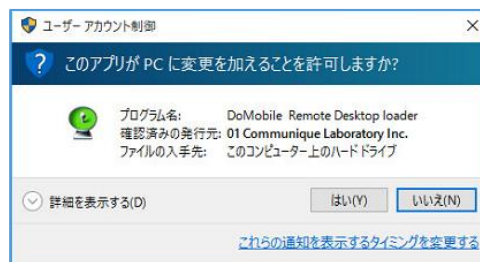 ユーザー アカウント制御
このアプリが PC に変更を加えることを許可しますか?
プログラム名: DoMobile Remote Desktop loader
確認済みの発行元: 01 Communique Laboratory Inc.
ファイルの入手先: このコンピューター上のハード ドライブ
詳細を表示する(D)
はい(Y)
いいえ(N)
これらの通知を表示するタイミングを変更する